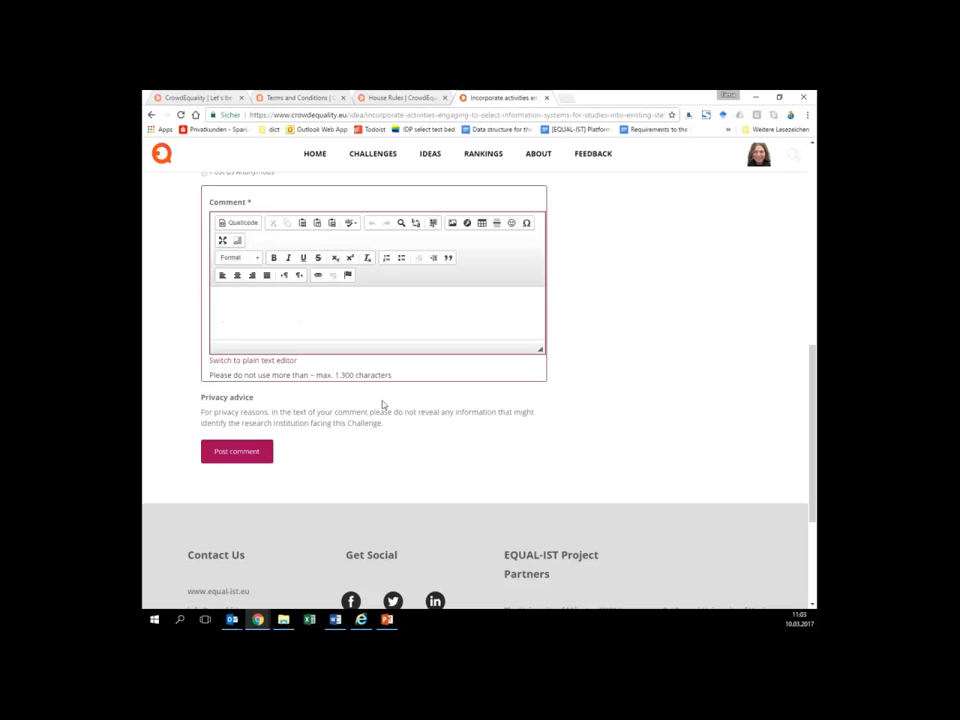 CrowdEquality | Let s br
Terms and Conditions |
House Rules | CrowdEqu
Incorporate activities en
Sicher
https://www.crowdequality.eu/idea/incorporate-activities-engaging-to-select-information-systems-for-studies-into-existing-ste
Apps
Privatkunden - Spark
dict
Outlook Web App
Todoist
IDP select test bed
Data structure for the
[EQUAL-IST] Platform
Requirements to the
»
Weitere Lesezeichen
HOME
CHALLENGES
IDEAS
RANKINGS
ABOUT
FEEDBACK
Post as Anonymous
Comment *
Quellcode
Format
Switch to plain text editor
Please do not use more than ~ max. 1.300 characters
Privacy advice
For privacy reasons, in the text of your comment please do not reveal any information that might
identify the research institution facing this Challenge.
Post comment
Contact Us
Get Social
EQUAL-IST Project
Partners
www.equal-ist.eu
11:03
10.03.2017